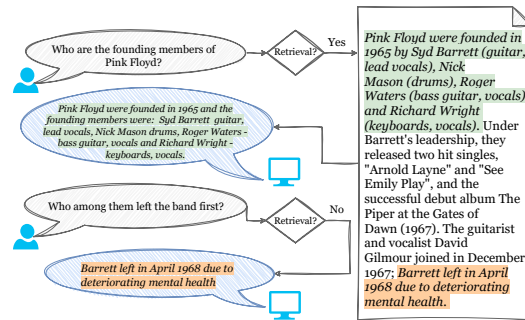 Who are the founding members of
Pink Floyd?
Retrieval?
Yes
Pink Floyd were founded in 1965 and the
founding members were: Syd Barrett guitar,
lead vocals, Nick Mason drums, Roger Waters -
bass guitar, vocals and Richard Wright -
keyboards, vocals.
Who among them left the band first?
Retrieval?
No
Barrett left in April 1968 due to
deteriorating mental health
Pink Floyd were founded in
1965 by Syd Barrett (guitar,
lead vocals), Nick
Mason (drums), Roger
Waters (bass guitar, vocals)
and Richard Wright
(keyboards, vocals). Under
Barrett's leadership, they
released two hit singles,
"Arnold Layne" and "See
Emily Play", and the
successful debut album The
Piper at the Gates of
Dawn (1967). The guitarist
and vocalist David
Gilmour joined in December
1967; Barrett left in April
1968 due to deteriorating
mental health.